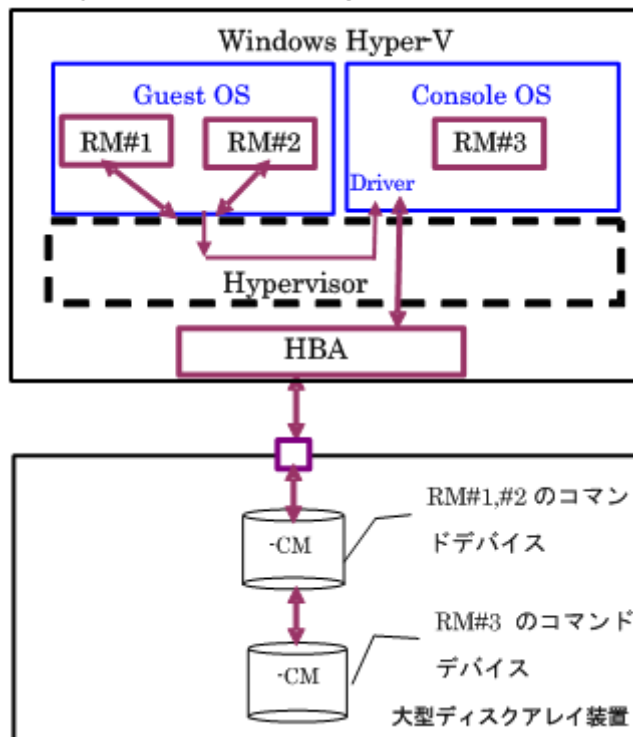 Windows Hyper-V
Guest OS
Console OS
RM#1
RM#2
RM#3
Driver
Hypervisor
HBA
RM#1,#2 のコマン
ドデバイス
-CM
RM#3 のコマンド
デバイス
-CM
大型ディスクアレイ装置